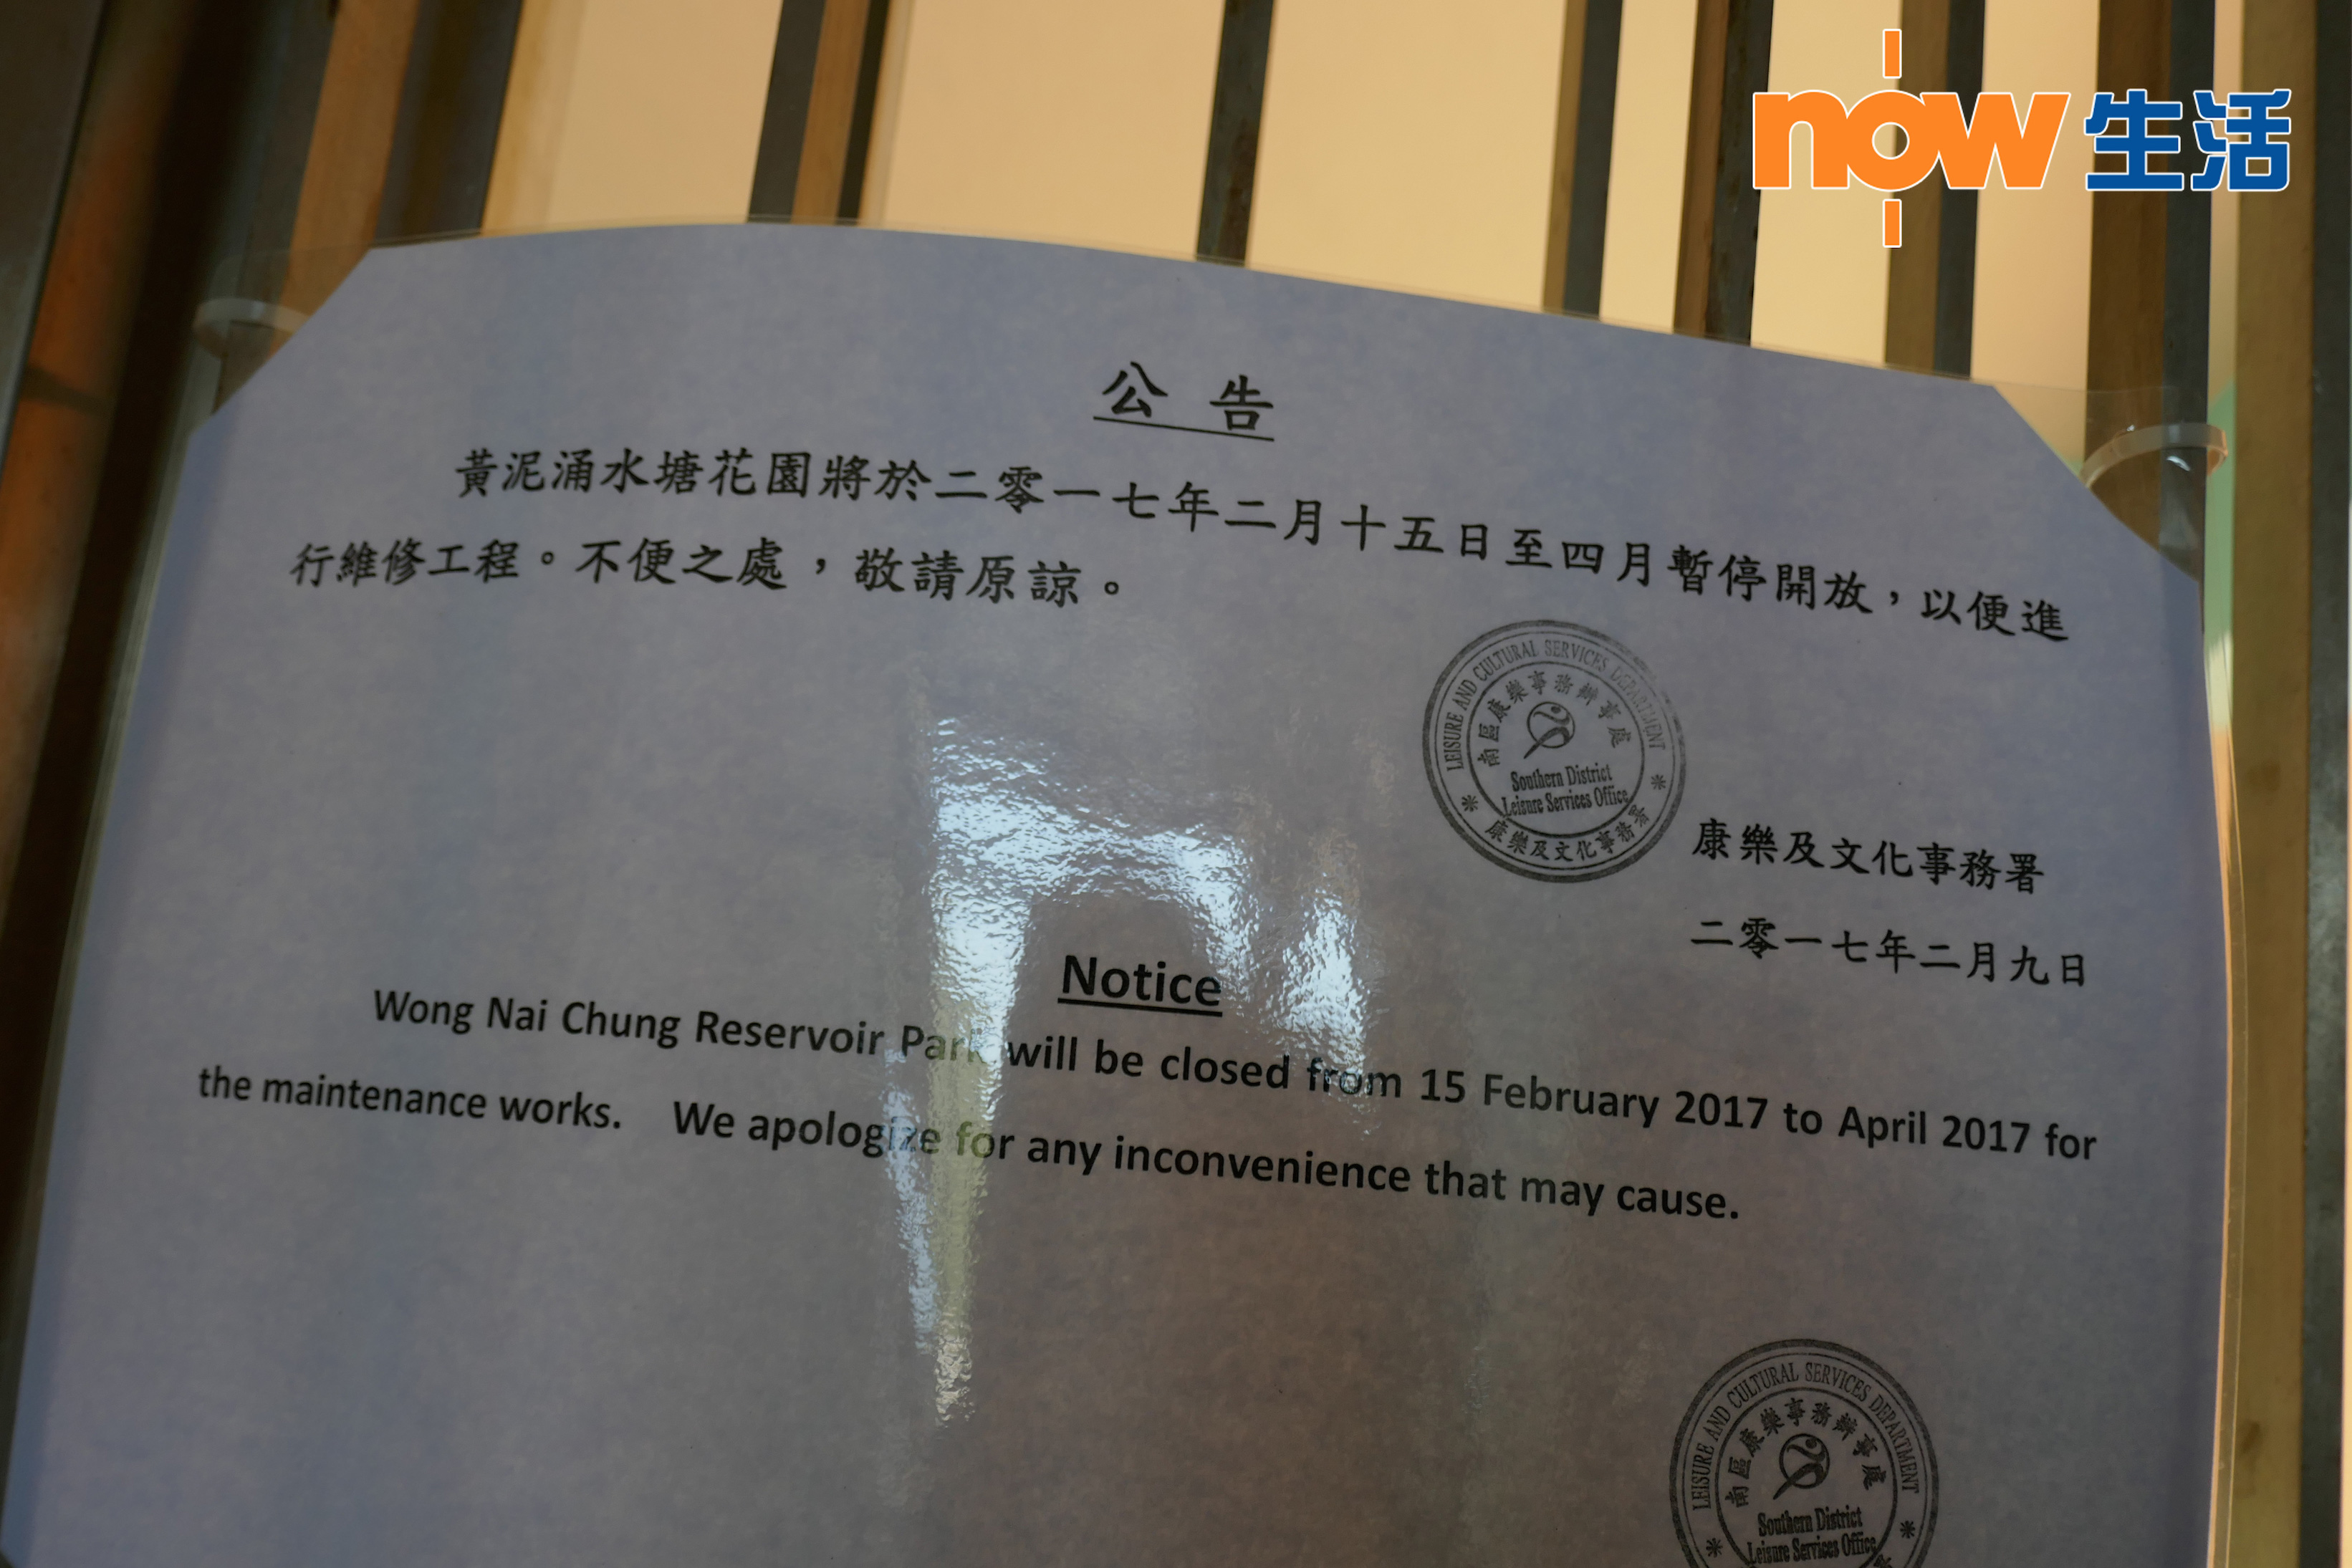 now 生活
公告
黃泥涌水塘花園將於二零一七年二月十五日至四月暫停開放，以便進
行維修工程。不便之處，敬請原諒。
LEISURE AND CULTURAL SERVICES DEPARTMENT
南區康樂事務辦事處
Southern District
Leisure Services Office
康樂及文化事務署
康樂及文化事務署
二零一七年二月九日
Notice
Wong Nai Chung Reservoir Park will be closed from 15 February 2017 to April 2017 for
the maintenance works. We apologize for any inconvenience that may cause.
LEISURE AND CULTURAL SERVICES DEPARTMENT
南區康樂事務辦事處
Southern District
Leisure Services Office